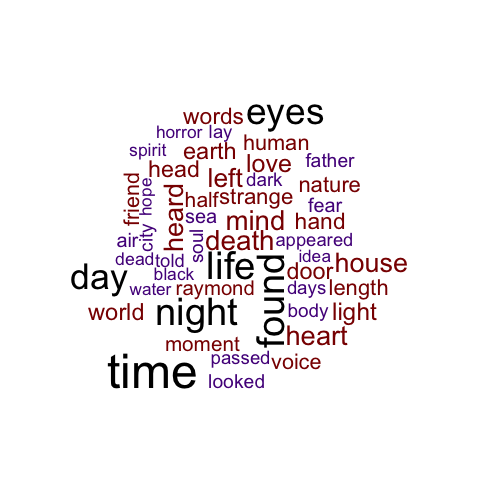 words eyes
horror lay
spirit earth human
head love father
left dark
friend hope heard half strange nature
sea fear
city mind hand
air soul death appeared
dead told life idea
day black found door house
water raymond days length
world night body light
moment heart
time passed voice
looked